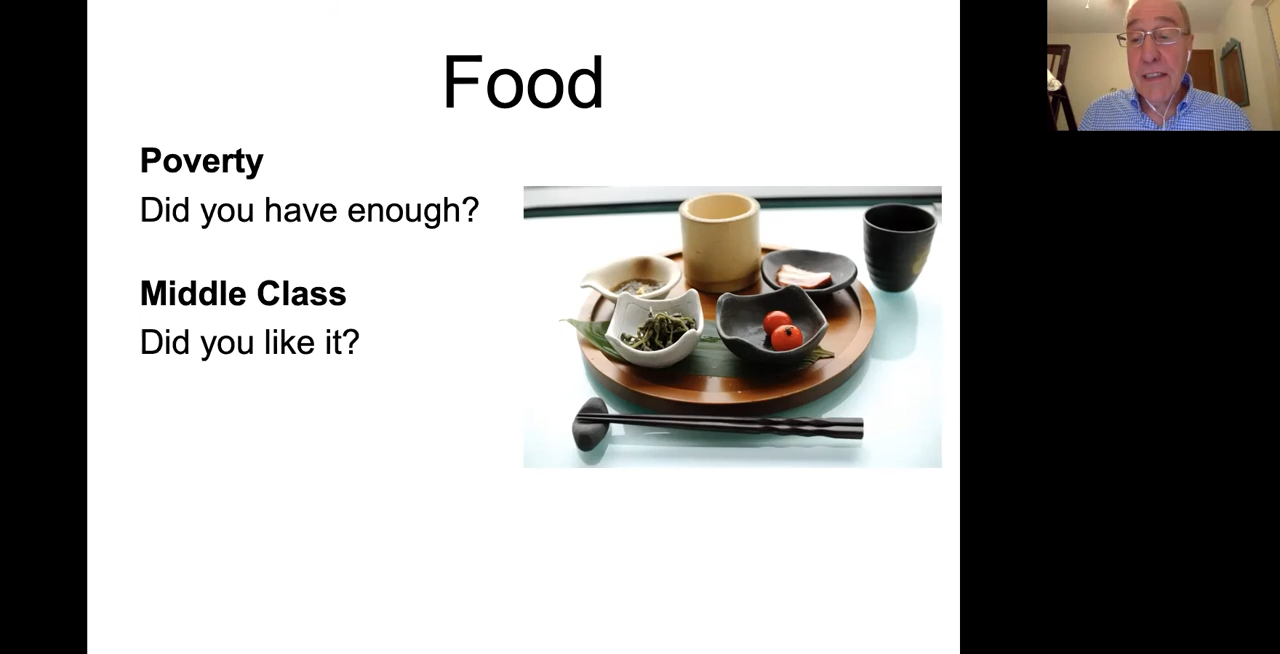 Food
Poverty
Did you have enough?
Middle Class
Did you like it?